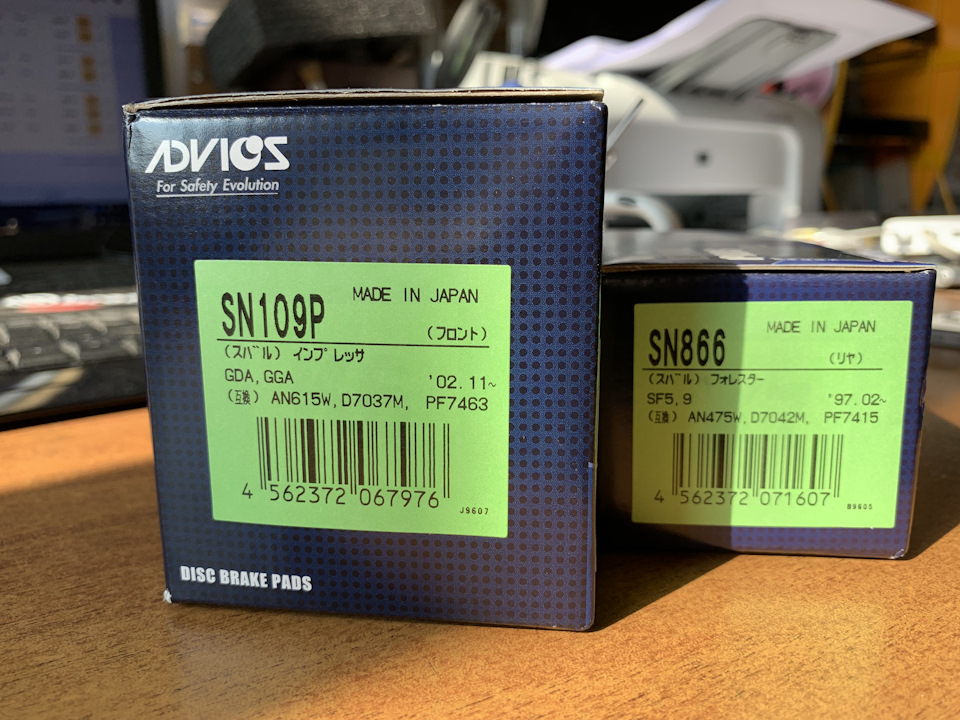 ADVICS
For Safety Evolution
SN109P MADE IN JAPAN
(フロント)
(スバル) インプレッサ
GDA,GGA '02.11~
(互換) AN615W,D7037M, PF7463
4 562372 067976
J9607
DISC BRAKE PADS
SN866 MADE IN JAPAN
(リヤ)
(スバル) フォレスター
SF5,9 '97.02~
(互換) AN475W,D7042M, PF7415
4 562372 071607
B9605